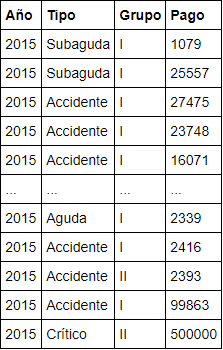 Año Tipo Grupo Pago
2015 Subaguda I 1079
2015 Subaguda I 25557
2015 Accidente I 27475
2015 Accidente I 23748
2015 Accidente I 16071
... ... ... ...
2015 Aguda I 2339
2015 Accidente I 2416
2015 Accidente II 2393
2015 Accidente I 99863
2015 Crítico II 500000